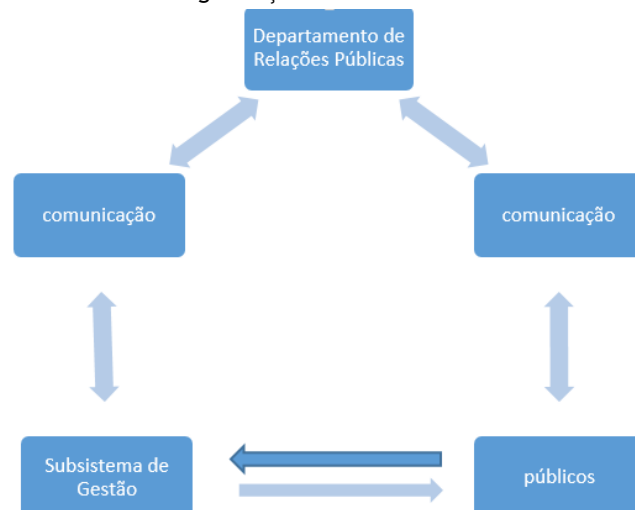 Departamento de
Relações Públicas
comunicação
comunicação
Subsistema de
Gestão
públicos